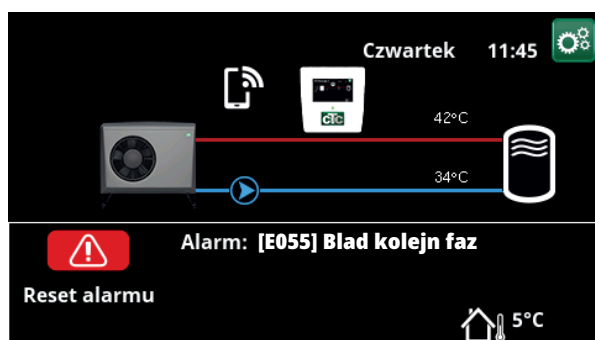 Czwartek 11:45
cTc
42°C
34°C
Alarm: [E055] Blad kolejn faz
Reset alarmu
5°C